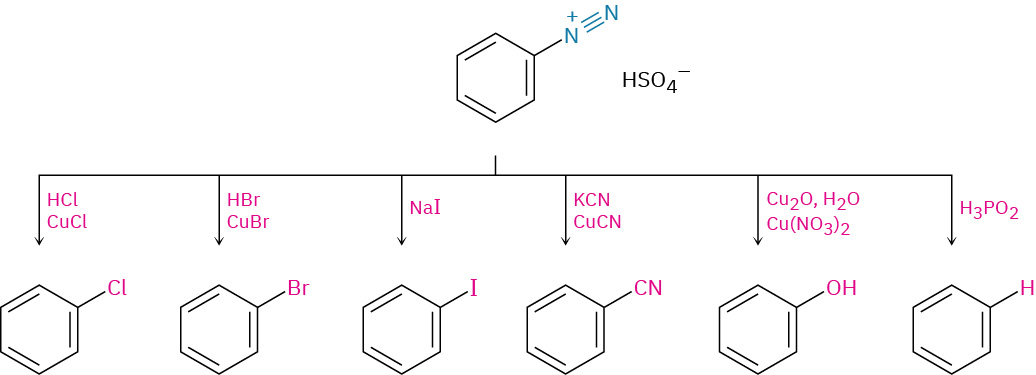 N⁺≡N
HSO₄⁻
HCl
CuCl
HBr
CuBr
NaI
KCN
CuCN
Cu₂O, H₂O
Cu(NO₃)₂
H₃PO₂
Cl
Br
I
CN
OH
H